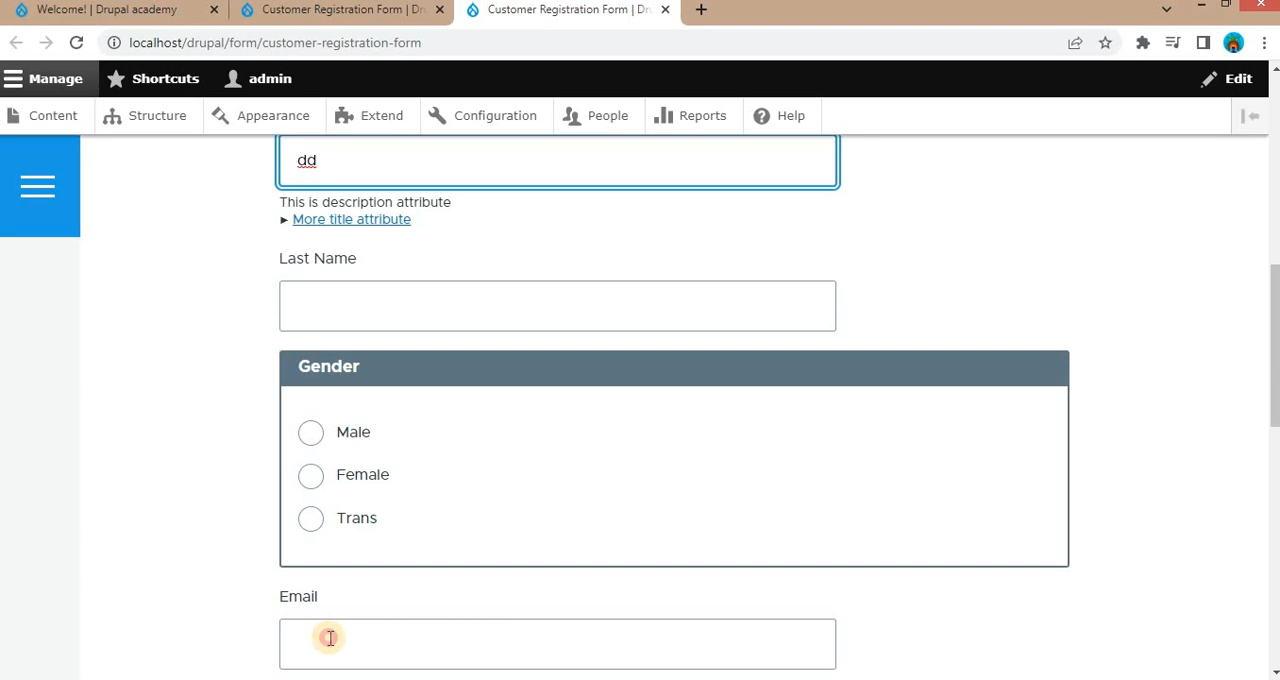 Welcome! | Drupal academy
Customer Registration Form | Dr
Customer Registration Form | Dr
localhost/drupal/form/customer-registration-form
Manage Shortcuts admin Edit
Content Structure Appearance Extend Configuration People Reports Help
dd
This is description attribute
More title attribute
Last Name
Gender
Male
Female
Trans
Email